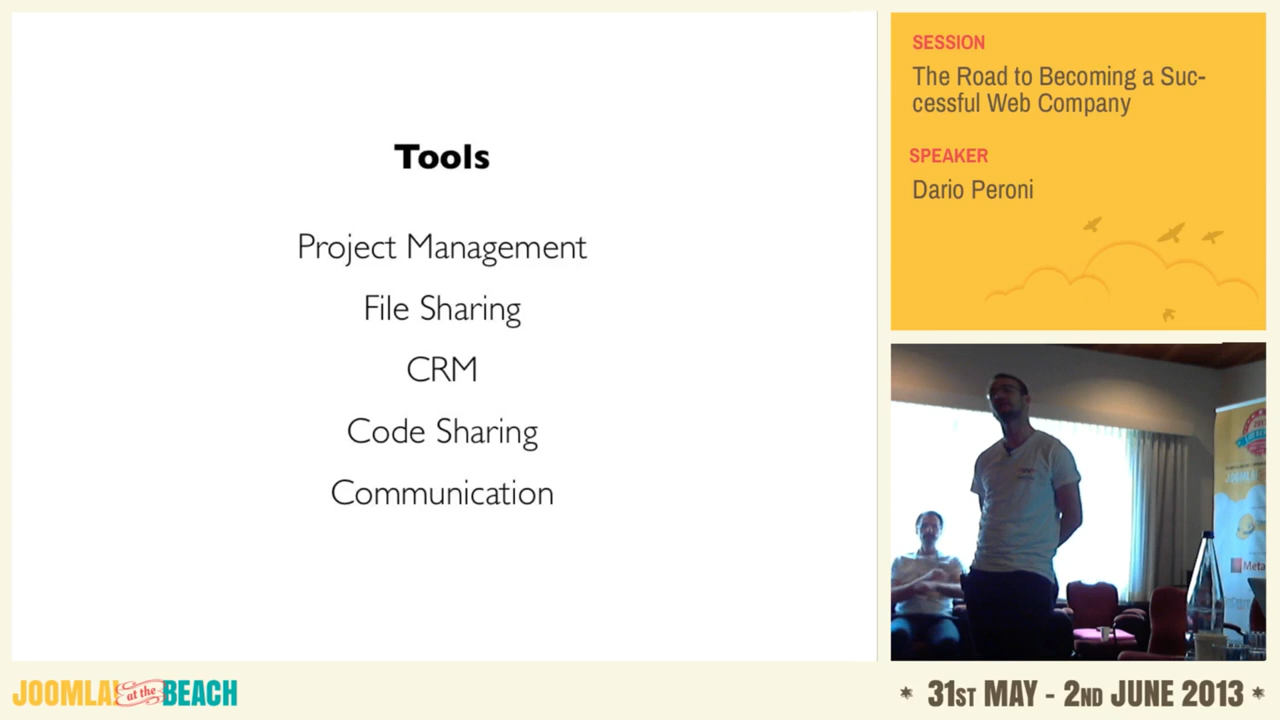 Tools
Project Management
File Sharing
CRM
Code Sharing
Communication
SESSION
The Road to Becoming a Suc-
cessful Web Company
SPEAKER
Dario Peroni
Meta
JOOMLA! at the BEACH
* 31ST MAY - 2ND JUNE 2013 *